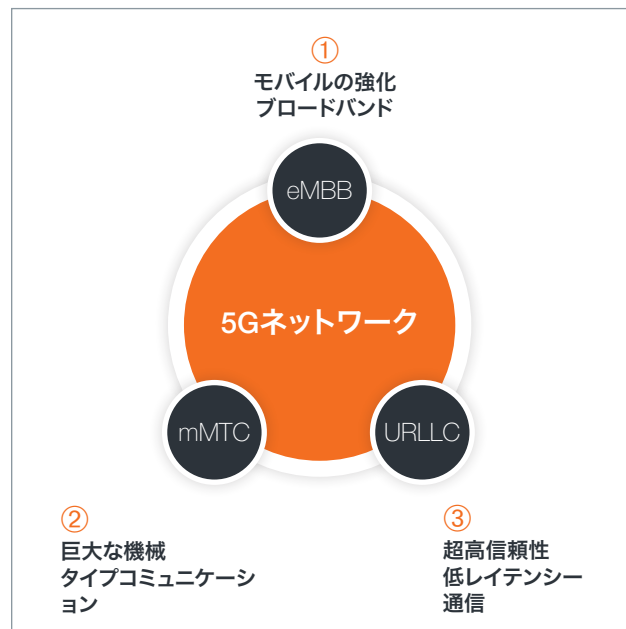 ①
モバイルの強化
ブロードバンド
eMBB
5Gネットワーク
mMTC
URLLC
②
巨大な機械
タイプコミュニケーシ
ョン
③
超高信頼性
低レイテンシー
通信